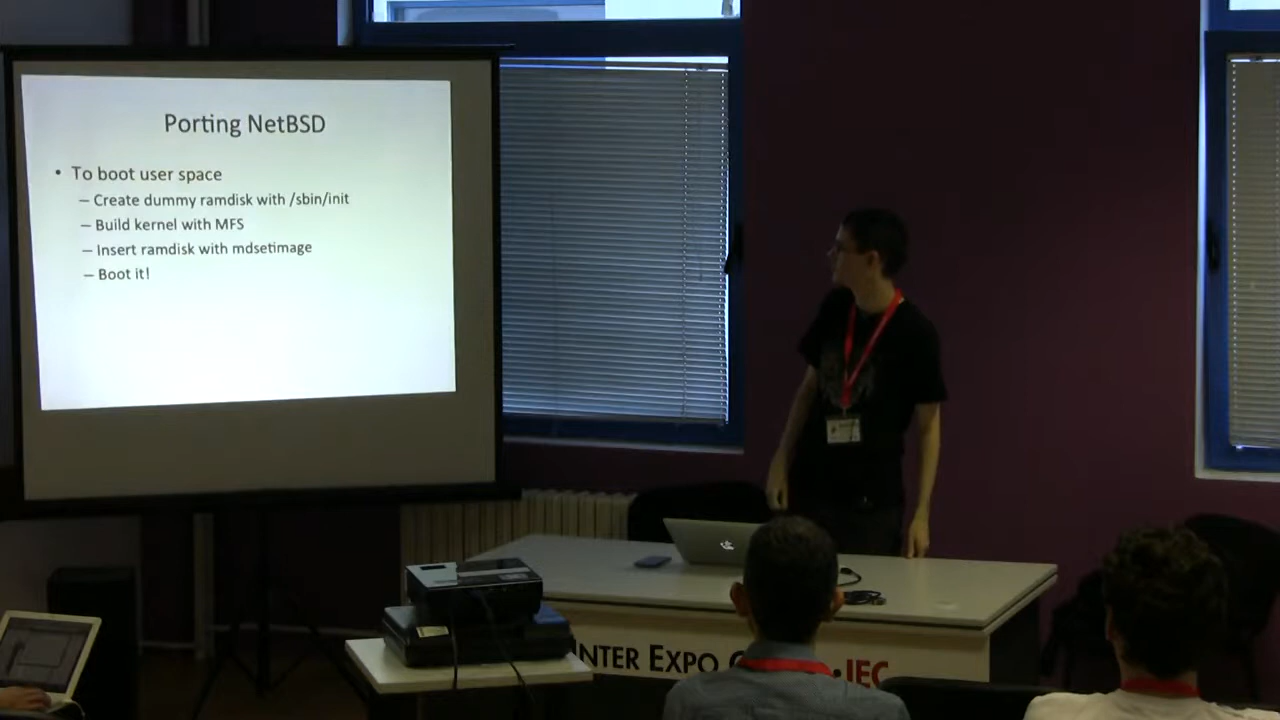 Porting NetBSD
• To boot user space
– Create dummy ramdisk with /sbin/init
– Build kernel with MFS
– Insert ramdisk with mdsetimage
– Boot it!
INTER EXPO C • IEC